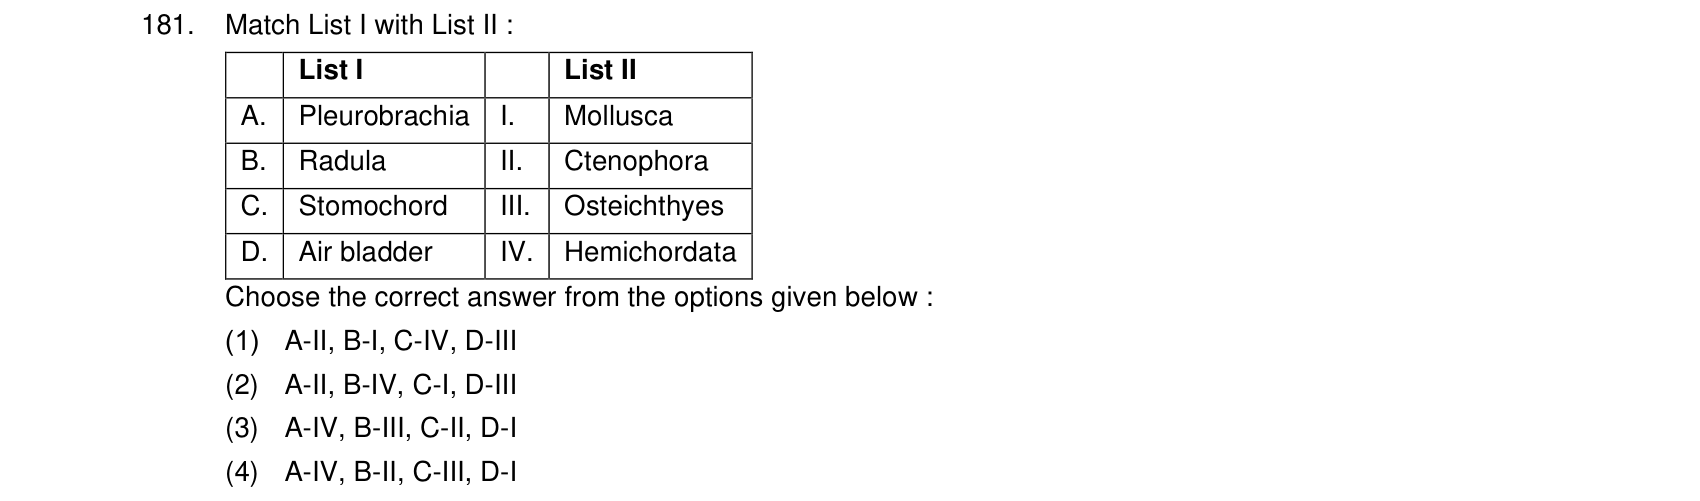 181. Match List I with List II :
List I List II
A. Pleurobrachia I. Mollusca
B. Radula II. Ctenophora
C. Stomochord III. Osteichthyes
D. Air bladder IV. Hemichordata
Choose the correct answer from the options given below :
(1) A-II, B-I, C-IV, D-III
(2) A-II, B-IV, C-I, D-III
(3) A-IV, B-III, C-II, D-I
(4) A-IV, B-II, C-III, D-I